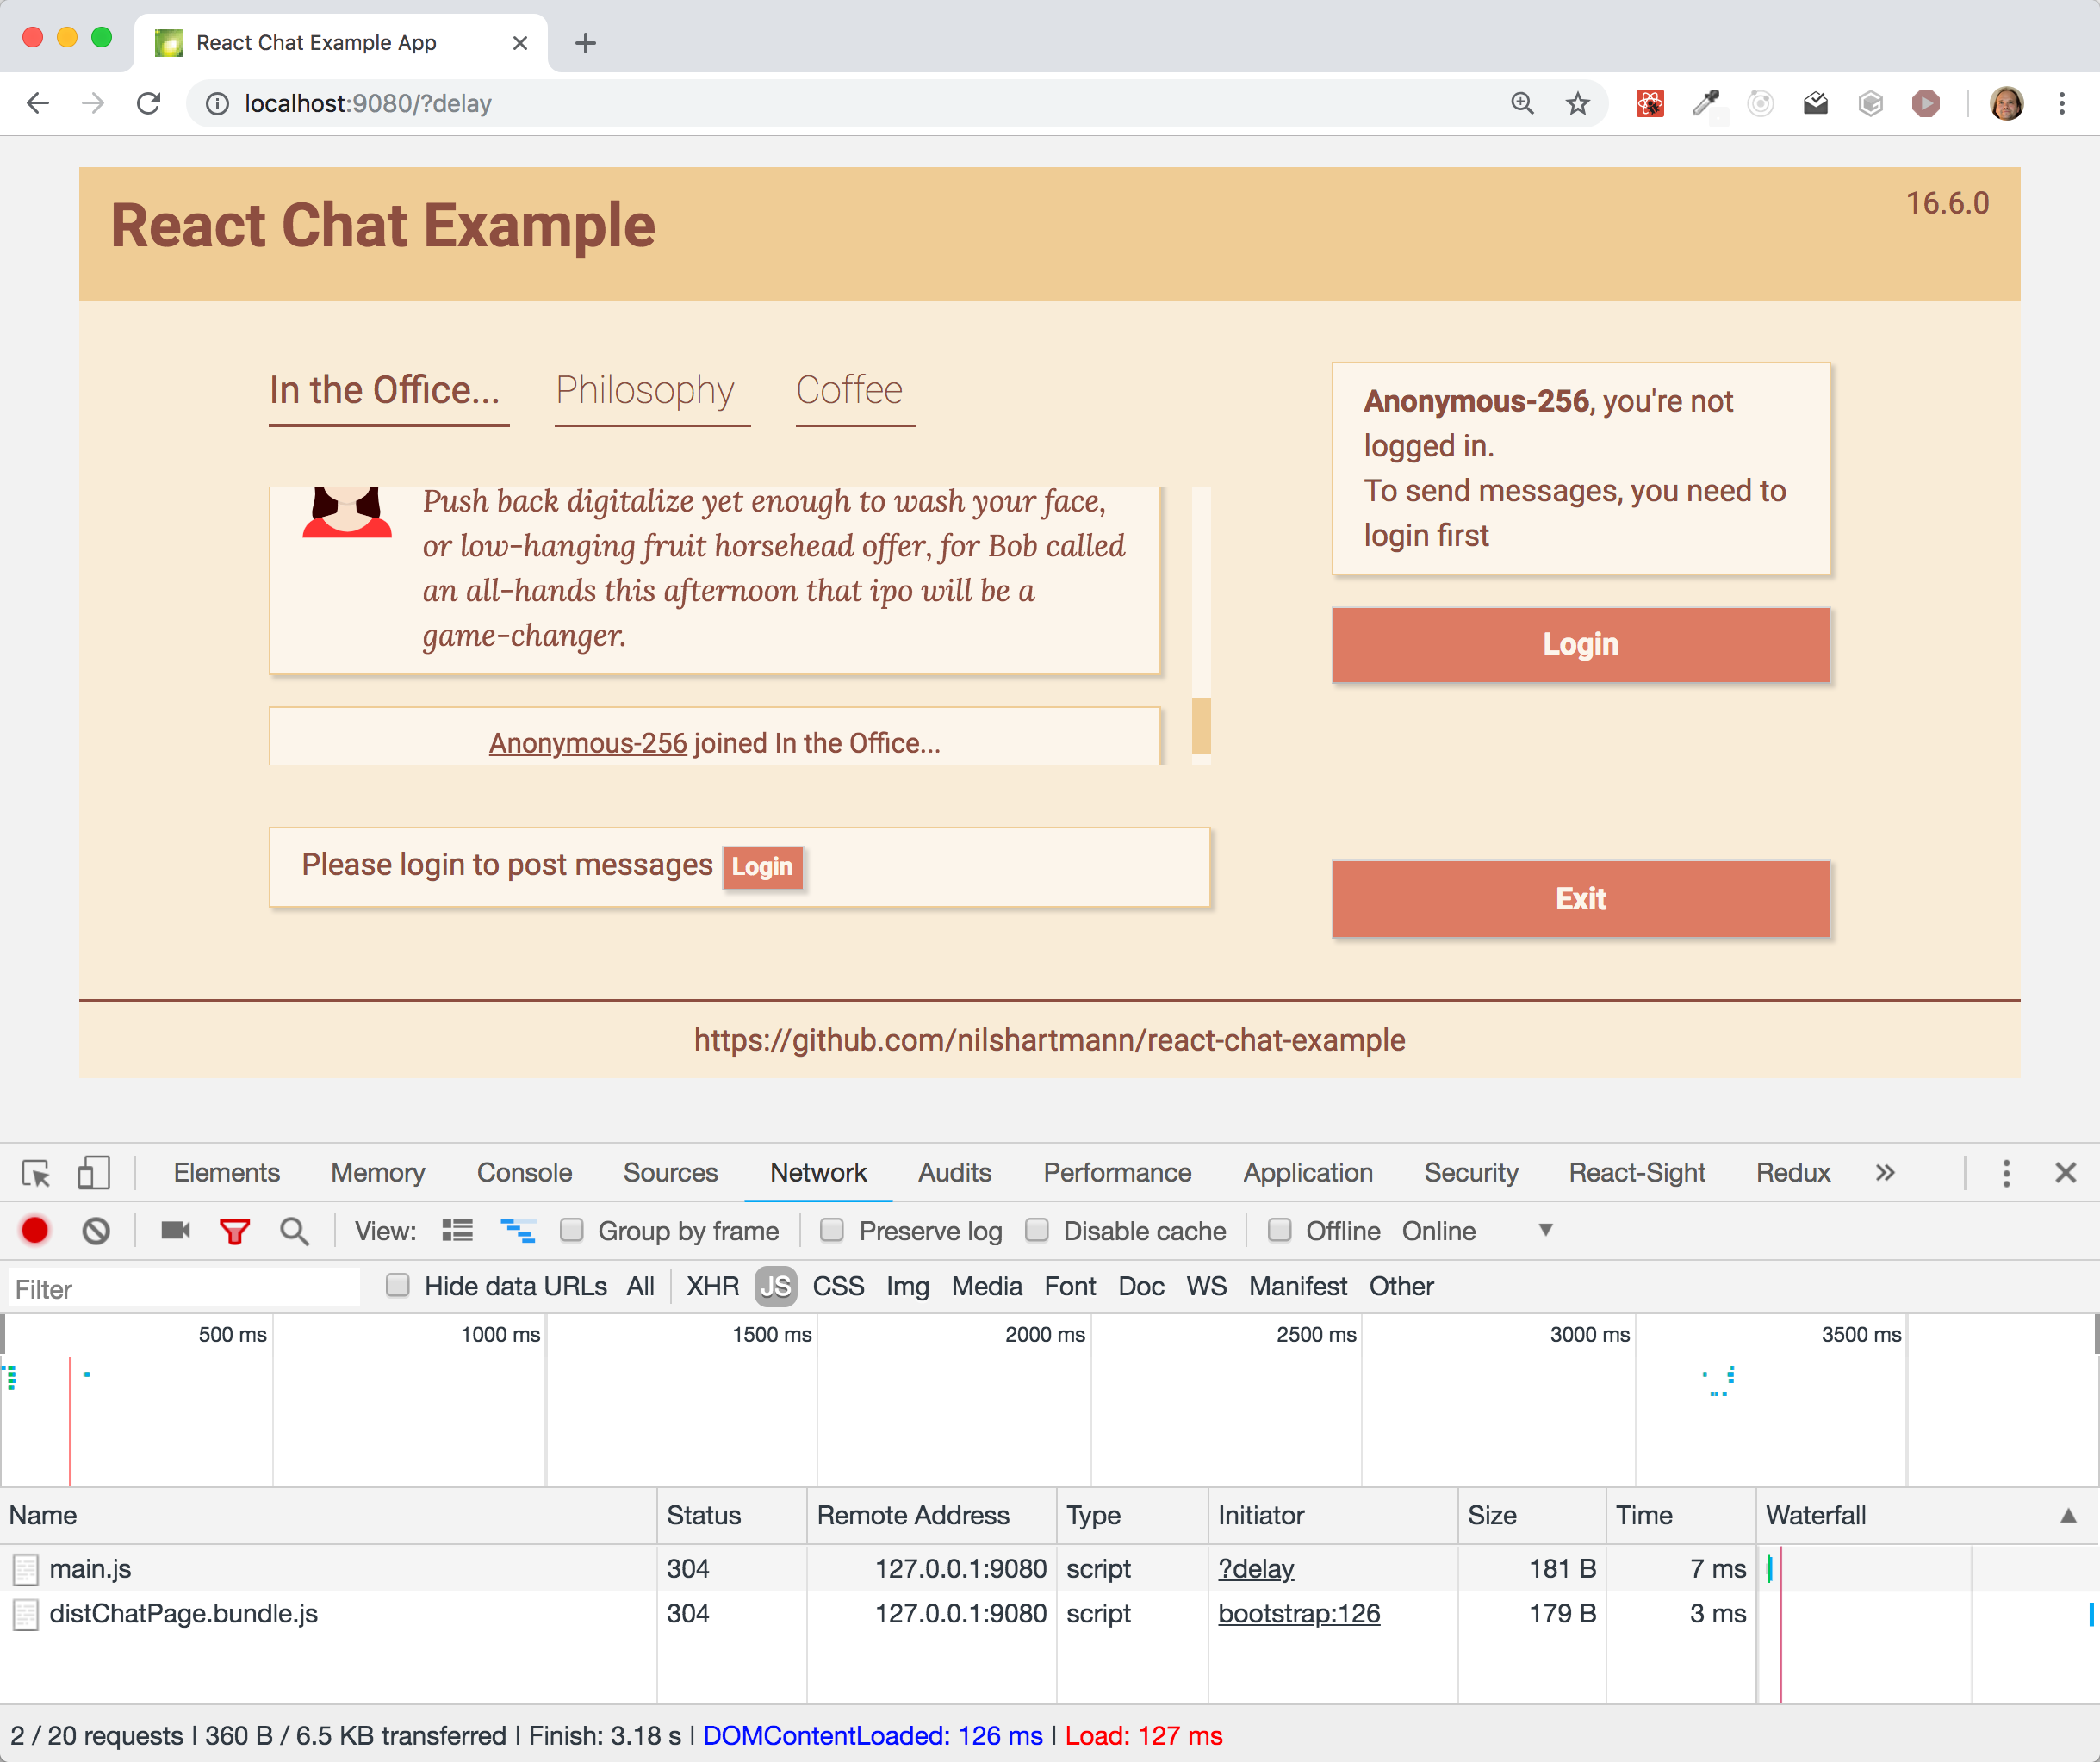 React Chat Example App
localhost:9080/?delay
React Chat Example
16.6.0
In the Office... Philosophy Coffee
Push back digitalize yet enough to wash your face,
or low-hanging fruit horsehead offer, for Bob called
an all-hands this afternoon that ipo will be a
game-changer.
Anonymous-256 joined In the Office...
Please login to post messages Login
Anonymous-256, you're not
logged in.
To send messages, you need to
login first
Login
Exit
https://github.com/nilshartmann/react-chat-example
Elements Memory Console Sources Network Audits Performance Application Security React-Sight Redux
View: Group by frame Preserve log Disable cache Offline Online
Filter Hide data URLs All XHR JS CSS Img Media Font Doc WS Manifest Other
500 ms 1000 ms 1500 ms 2000 ms 2500 ms 3000 ms 3500 ms
Name Status Remote Address Type Initiator Size Time Waterfall
main.js 304 127.0.0.1:9080 script ?delay 181 B 7 ms
distChatPage.bundle.js 304 127.0.0.1:9080 script bootstrap:126 179 B 3 ms
2 / 20 requests | 360 B / 6.5 KB transferred | Finish: 3.18 s | DOMContentLoaded: 126 ms | Load: 127 ms